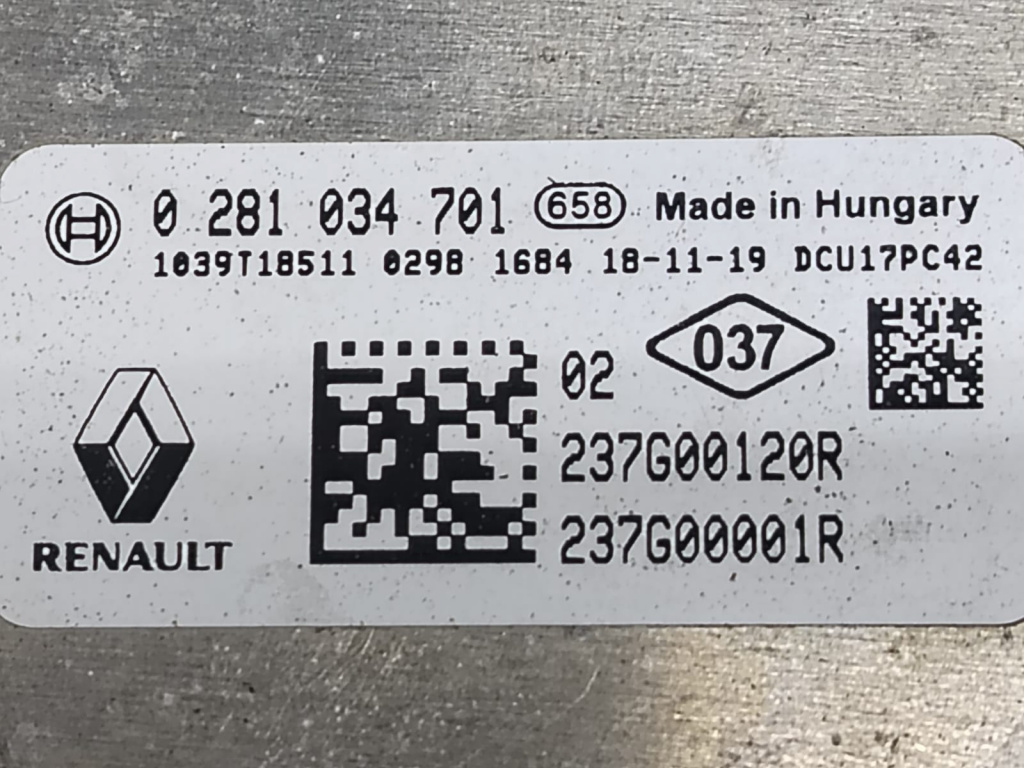 0 281 034 701 658 Made in Hungary
1039T18511 0298 1684 18-11-19 DCU17PC42
02 037
237G00120R
237G00001R
RENAULT